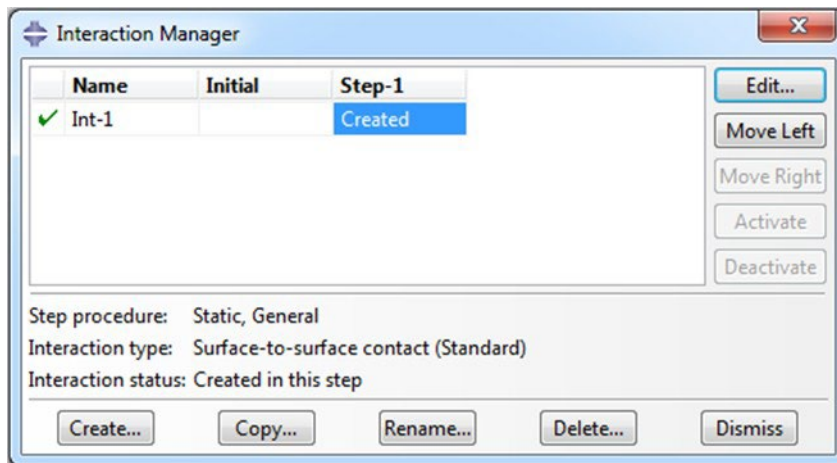 Interaction Manager
Name Initial Step-1
Int-1 Created
Edit...
Move Left
Move Right
Activate
Deactivate
Step procedure: Static, General
Interaction type: Surface-to-surface contact (Standard)
Interaction status: Created in this step
Create... Copy... Rename... Delete... Dismiss